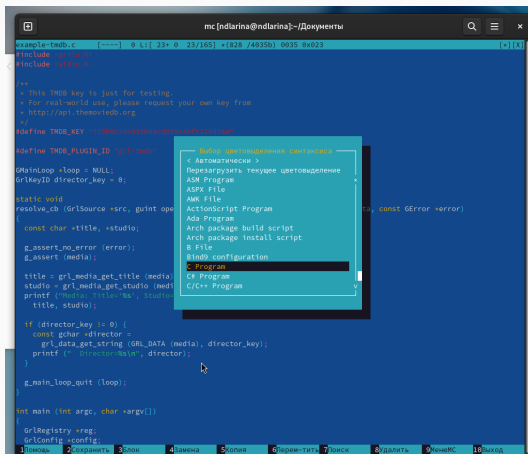 mc [ndlarina@ndlarina]:~/Документы
example-tmdb.c [----] 0 L:[ 23+ 0 23/165] *(828 /4035b) 0035 0x023 [*][X]
#include
#include
/**
* This TMDB key is just for testing.
* For real-world use, please request your own key from
* http://api.themoviedb.org
*/
#define TMDB_KEY
#define TMDB_PLUGIN_ID "grl-tmdb"
GMainLoop *loop = NULL;
GrlKeyID director_key = 0;
static void
resolve_cb (GrlSource *src, guint ope ta, const GError *error)
{
const char *title, *studio;
g_assert_no_error (error);
g_assert (media);
title = grl_media_get_title (media)
studio = grl_media_get_studio (medi
printf ("Media: Title='%s', Studio=
title, studio);
if (director_key != 0) {
const gchar *director =
grl_data_get_string (GRL_DATA (media), director_key);
printf (" Director=%s\n", director);
}
g_main_loop_quit (loop);
}
int main (int argc, char *argv[])
{
GrlRegistry *reg;
GrlConfig *config;
Выбор цветовыделения синтаксиса
< Автоматически >
Перезагрузить текущее цветовыделение
ASM Program
ASPX File
AWK File
ActionScript Program
Ada Program
Arch package build script
Arch package install script
B File
Bind9 configuration
C Program
C# Program
C/C++ Program
1Помощь 2Сохранить 3Блок 4Замена 5Копия 6Перем~тить 7Поиск 8Удалить 9МенюMC 10Выход